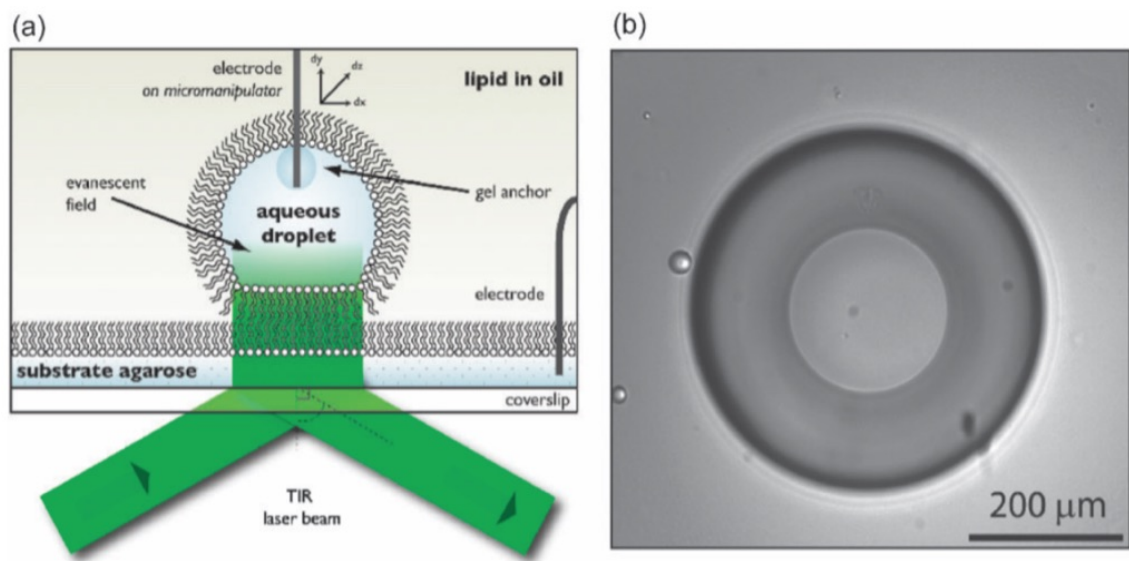 (a)
electrode
on micromanipulator
dy
dz
dx
lipid in oil
evanescent
field
gel anchor
aqueous
droplet
electrode
substrate agarose
coverslip
TIR
laser beam
(b)
200 μm